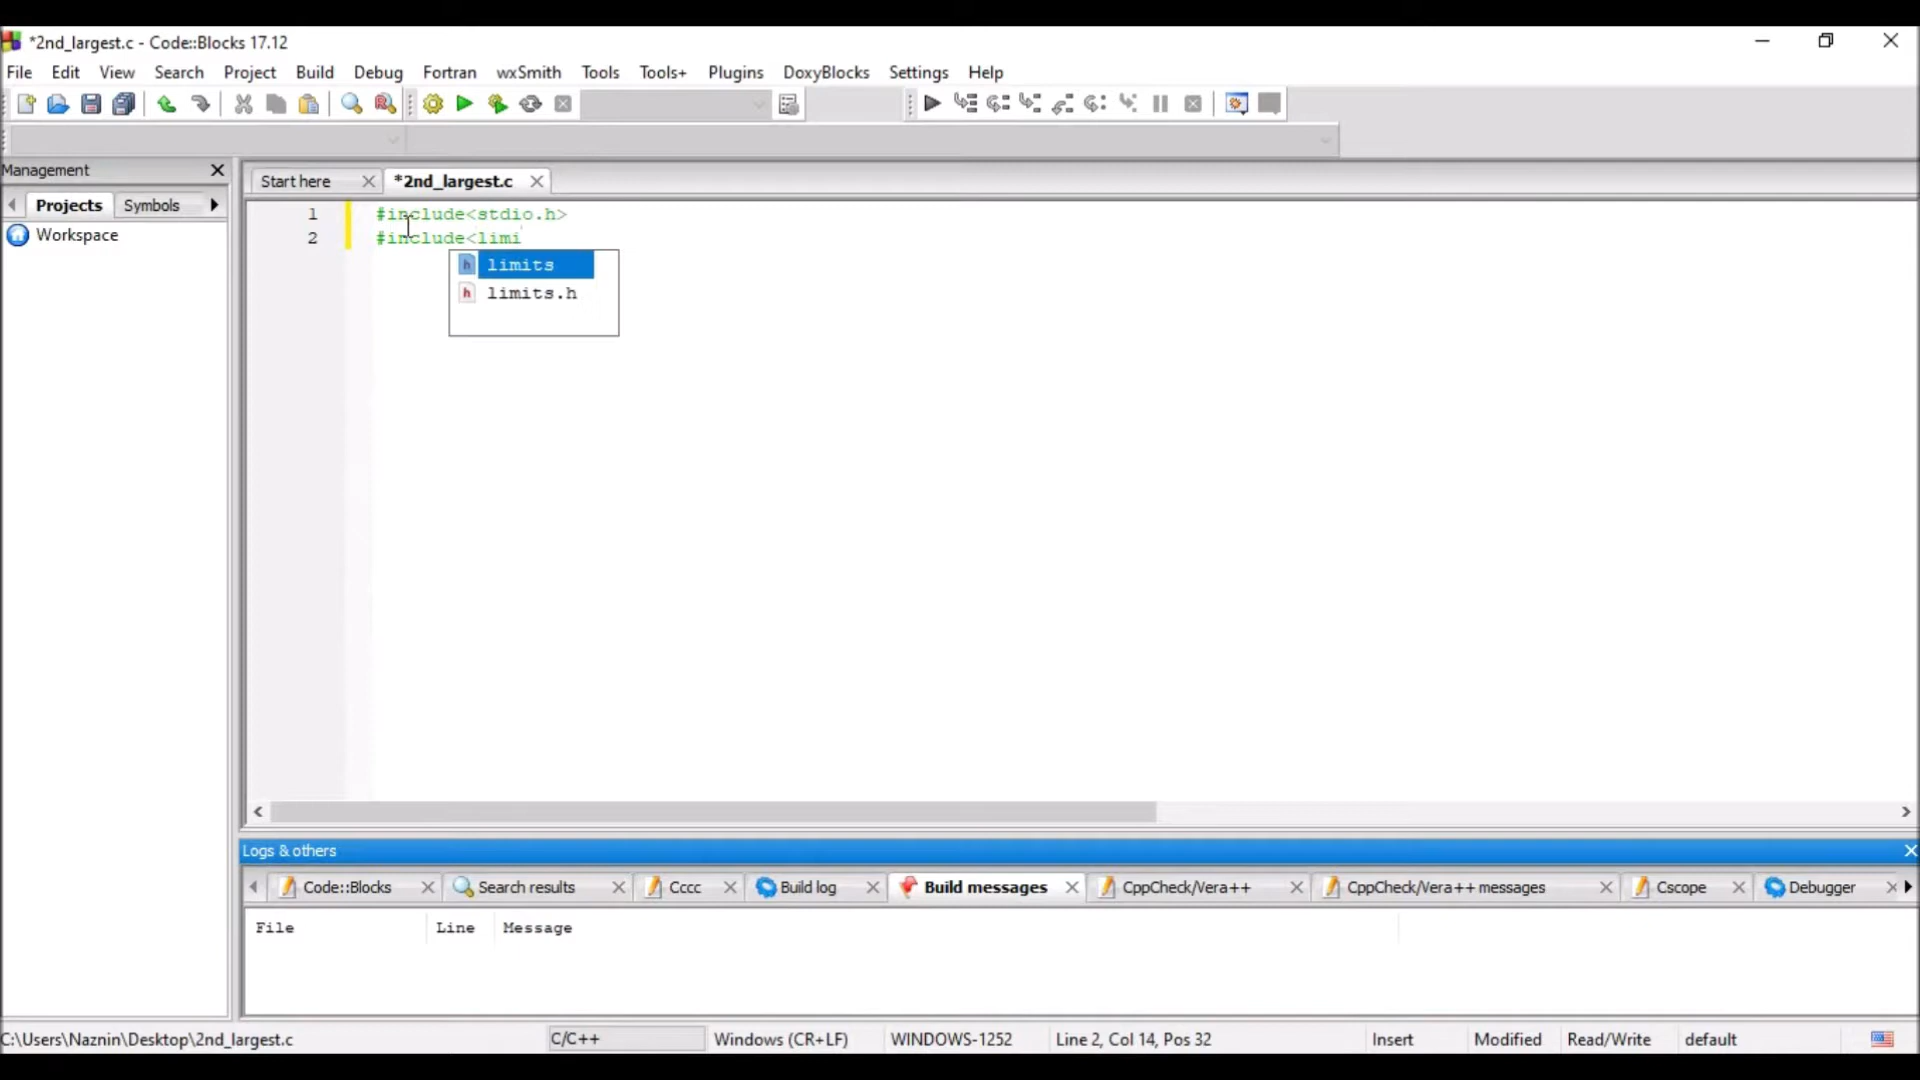 *2nd_largest.c - Code::Blocks 17.12
File Edit View Search Project Build Debug Fortran wxSmith Tools Tools+ Plugins DoxyBlocks Settings Help
Management
Projects Symbols
Workspace
Start here *2nd_largest.c
1 #include<stdio.h>
2 #include<limi
limits
limits.h
Logs & others
Code::Blocks Search results Cccc Build log Build messages CppCheck/Vera++ CppCheck/Vera++ messages Cscope Debugger
File Line Message
C:\Users\Naznin\Desktop\2nd_largest.c C/C++ Windows (CR+LF) WINDOWS-1252 Line 2, Col 14, Pos 32 Insert Modified Read/Write default